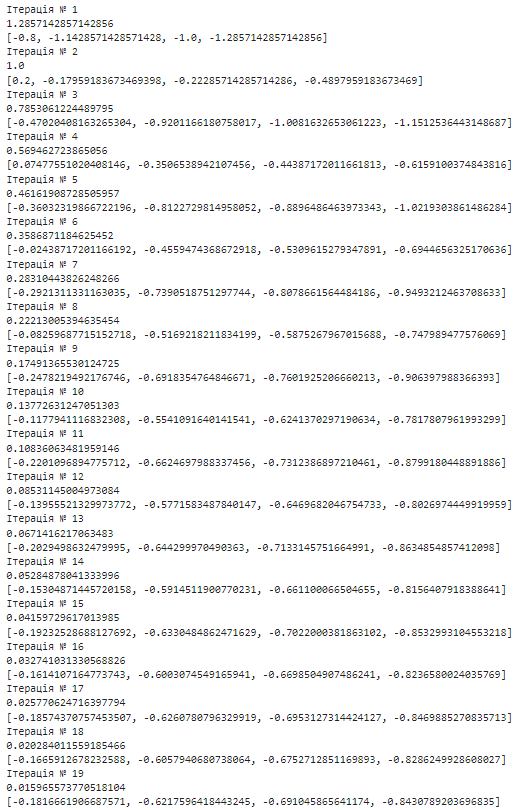 Ітерація № 1
1.2857142857142856
[-0.8, -1.1428571428571428, -1.0, -1.2857142857142856]
Ітерація № 2
1.0
[0.2, -0.17959183673469398, -0.22285714285714286, -0.4897959183673469]
Ітерація № 3
0.7853061224489795
[-0.47020408163265304, -0.9201166180758017, -1.0081632653061223, -1.1512536443148687]
Ітерація № 4
0.569462723865056
[0.07477551020408146, -0.3506538942107456, -0.44387172011661813, -0.6159100374843816]
Ітерація № 5
0.46161908728505957
[-0.36032319866722196, -0.8122729814958052, -0.8896486463973343, -1.0219303861486284]
Ітерація № 6
0.3586871184625452
[-0.02438717201166192, -0.4559474368672918, -0.5309615279347891, -0.6944656325170636]
Ітерація № 7
0.28310443826248266
[-0.2921311331163035, -0.7390518751297744, -0.8078661564484186, -0.9493212463708633]
Ітерація № 8
0.22213005394635454
[-0.08259687715152718, -0.5169218211834199, -0.5875267967015688, -0.747989477576069]
Ітерація № 9
0.17491365530124725
[-0.2478219492176746, -0.6918354764846671, -0.7601925206660213, -0.906397988366393]
Ітерація № 10
0.13772631247051303
[-0.1177941116832308, -0.5541091640141541, -0.6241370297190634, -0.7817807961993299]
Ітерація № 11
0.10836063481959146
[-0.2201096894775712, -0.6624697988337456, -0.7312386897210461, -0.8799180448891886]
Ітерація № 12
0.08531145004973084
[-0.13955521329973772, -0.5771583487840147, -0.6469682046754733, -0.8026974449919959]
Ітерація № 13
0.0671416217063483
[-0.2029498632479995, -0.644299970490363, -0.7133145751664991, -0.8634854857412098]
Ітерація № 14
0.05284878041333996
[-0.15304871445720158, -0.5914511900770231, -0.661100066504655, -0.8156407918388641]
Ітерація № 15
0.04159729617013985
[-0.19232528688127692, -0.6330484862471629, -0.7022000381863102, -0.8532993104553218]
Ітерація № 16
0.032741031330568826
[-0.1614107164773743, -0.6003074549165941, -0.6698504907486241, -0.8236580024035769]
Ітерація № 17
0.025770624716397794
[-0.18574370757453507, -0.6260780796329919, -0.6953127314424127, -0.8469885270835713]
Ітерація № 18
0.020284011559185466
[-0.1665912678232588, -0.6057940680738064, -0.6752712851169893, -0.8286249928608027]
Ітерація № 19
0.015965573770518104
[-0.1816661906687571, -0.6217596418443245, -0.691045865641174, -0.8430789203696835]